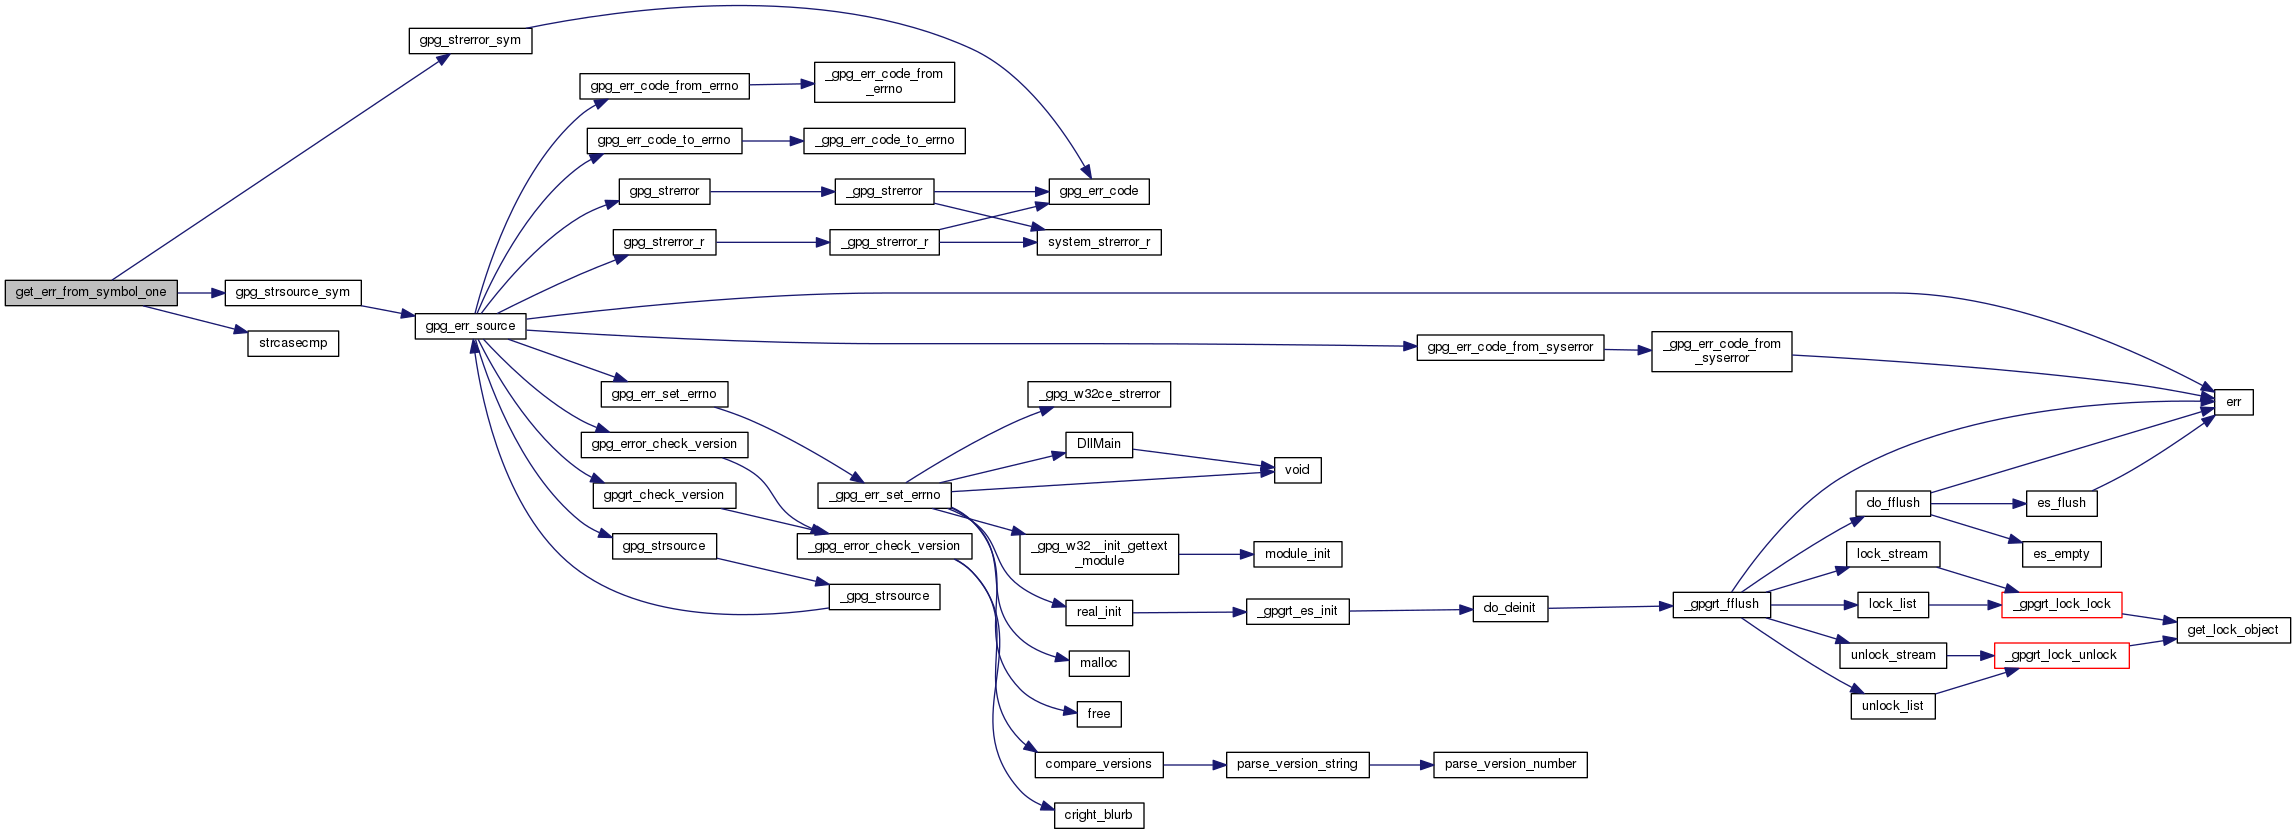 gpg_strerror_sym
gpg_err_code_from_errno
_gpg_err_code_from
_errno
gpg_err_code_to_errno
_gpg_err_code_to_errno
gpg_strerror
_gpg_strerror
gpg_err_code
gpg_strerror_r
_gpg_strerror_r
system_strerror_r
get_err_from_symbol_one
gpg_strsource_sym
gpg_err_source
strcasecmp
gpg_err_code_from_syserror
_gpg_err_code_from
_syserror
gpg_err_set_errno
_gpg_w32ce_strerror
err
gpg_error_check_version
DllMain
void
gpgrt_check_version
_gpg_err_set_errno
do_fflush
es_flush
gpg_strsource
_gpg_error_check_version
_gpg_w32__init_gettext
_module
module_init
lock_stream
es_empty
_gpg_strsource
real_init
_gpgrt_es_init
do_deinit
_gpgrt_fflush
lock_list
_gpgrt_lock_lock
get_lock_object
malloc
unlock_stream
_gpgrt_lock_unlock
free
unlock_list
compare_versions
parse_version_string
parse_version_number
cright_blurb